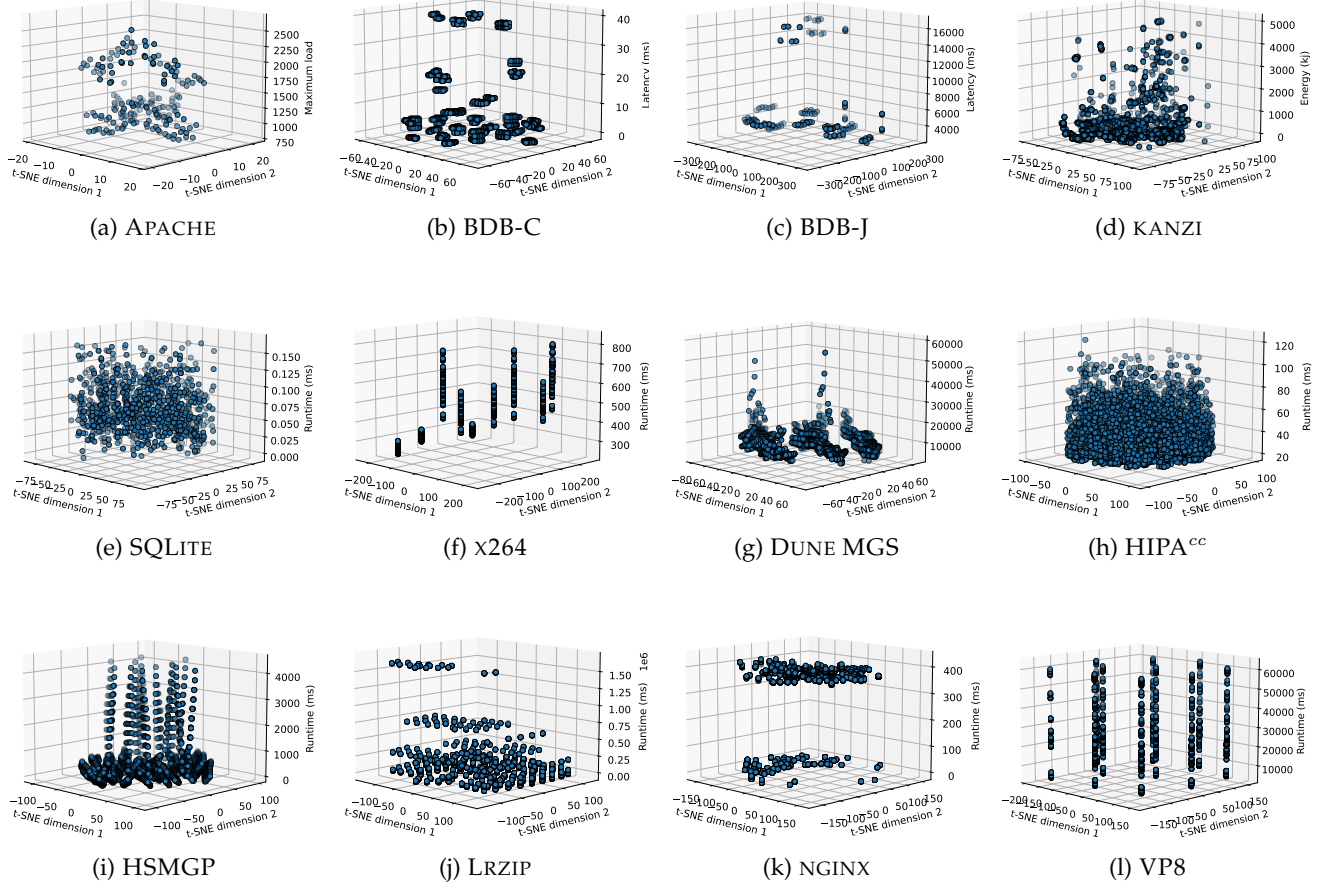 2500
2250
2000
1750
1500
1250
1000
750
Maximum load
−20
−10
0
10
20
t-SNE dimension 1
−20
−10
0
10
20
t-SNE dimension 2
(a) APACHE
40
30
20
10
0
Latency (ms)
−60−40−20 0 20 40 60
t-SNE dimension 1
−60−40−20 0 20 40 60
t-SNE dimension 2
(b) BDB-C
16000
14000
12000
10000
8000
6000
4000
Latency (ms)
−300−200−100 0 100 200 300
t-SNE dimension 1
−300−200−100 0 100 200 300
t-SNE dimension 2
(c) BDB-J
5000
4000
3000
2000
1000
0
Energy (kJ)
−75−50−25 0 25 50 75 100
t-SNE dimension 1
−75−50−25 0 25 50 75100
t-SNE dimension 2
(d) KANZI
0.150
0.125
0.100
0.075
0.050
0.025
0.000
Runtime (ms)
−75−50−25 0 25 50 75
t-SNE dimension 1
−75−50−25 0 25 50 75
t-SNE dimension 2
(e) SQLITE
800
700
600
500
400
300
Runtime (ms)
−200−100 0 100 200
t-SNE dimension 1
−200−100 0 100200
t-SNE dimension 2
(f) X264
60000
50000
40000
30000
20000
10000
Runtime (ms)
−80−60−40−20 0 20 40 60
t-SNE dimension 1
−60−40−20 0 20 40 60
t-SNE dimension 2
(g) DUNE MGS
120
100
80
60
40
20
Runtime (ms)
−100−50 0 50 100
t-SNE dimension 1
−100 −50 0 50 100
t-SNE dimension 2
(h) HIPAcc
4000
3000
2000
1000
0
Runtime (ms)
−100−50 0 50 100
t-SNE dimension 1
−100 −50 0 50 100
t-SNE dimension 2
(i) HSMGP
1e6
1.50
1.25
1.00
0.75
0.50
0.25
0.00
Runtime (ms)
−100−50 0 50 100
t-SNE dimension 1
−100−50 0 50 100
t-SNE dimension 2
(j) LRZIP
400
300
200
100
0
Runtime (ms)
−150−100−50 0 50 100 150
t-SNE dimension 1
−150−100−50 0 50 100150
t-SNE dimension 2
(k) NGINX
60000
50000
40000
30000
20000
10000
Runtime (ms)
−200−150−100−50 0 50 100 150
t-SNE dimension 1
−150−100−50 0 50 100150
t-SNE dimension 2
(l) VP8